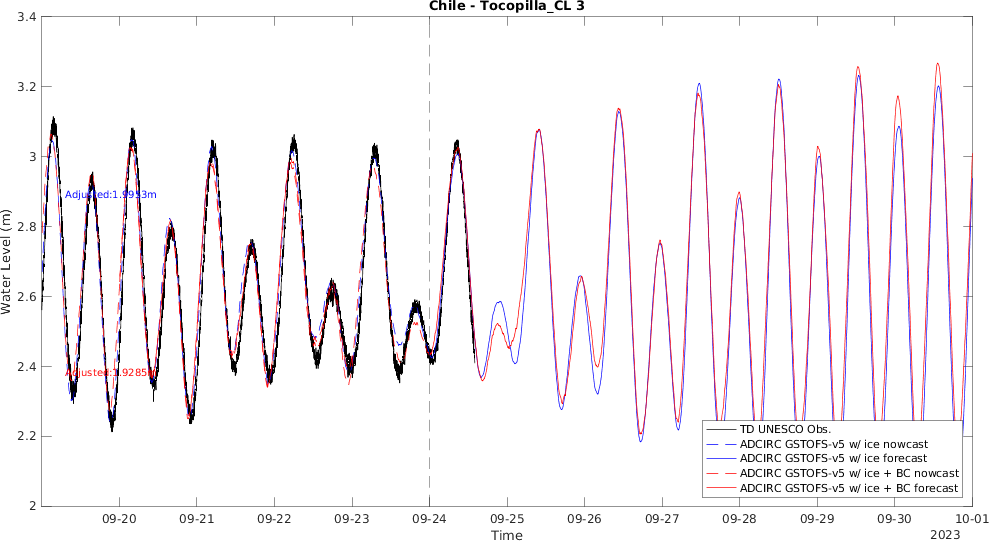 Chile - Tocopilla_CL 3
Water Level (m)
3.4
3.2
3
2.8
2.6
2.4
2.2
2
Adjusted:1.9953m
Adjusted:1.9285m
TD UNESCO Obs.
ADCIRC GSTOFS-v5 w/ ice nowcast
ADCIRC GSTOFS-v5 w/ ice forecast
ADCIRC GSTOFS-v5 w/ ice + BC nowcast
ADCIRC GSTOFS-v5 w/ ice + BC forecast
09-20 09-21 09-22 09-23 09-24 09-25 09-26 09-27 09-28 09-29 09-30 10-01
Time
2023